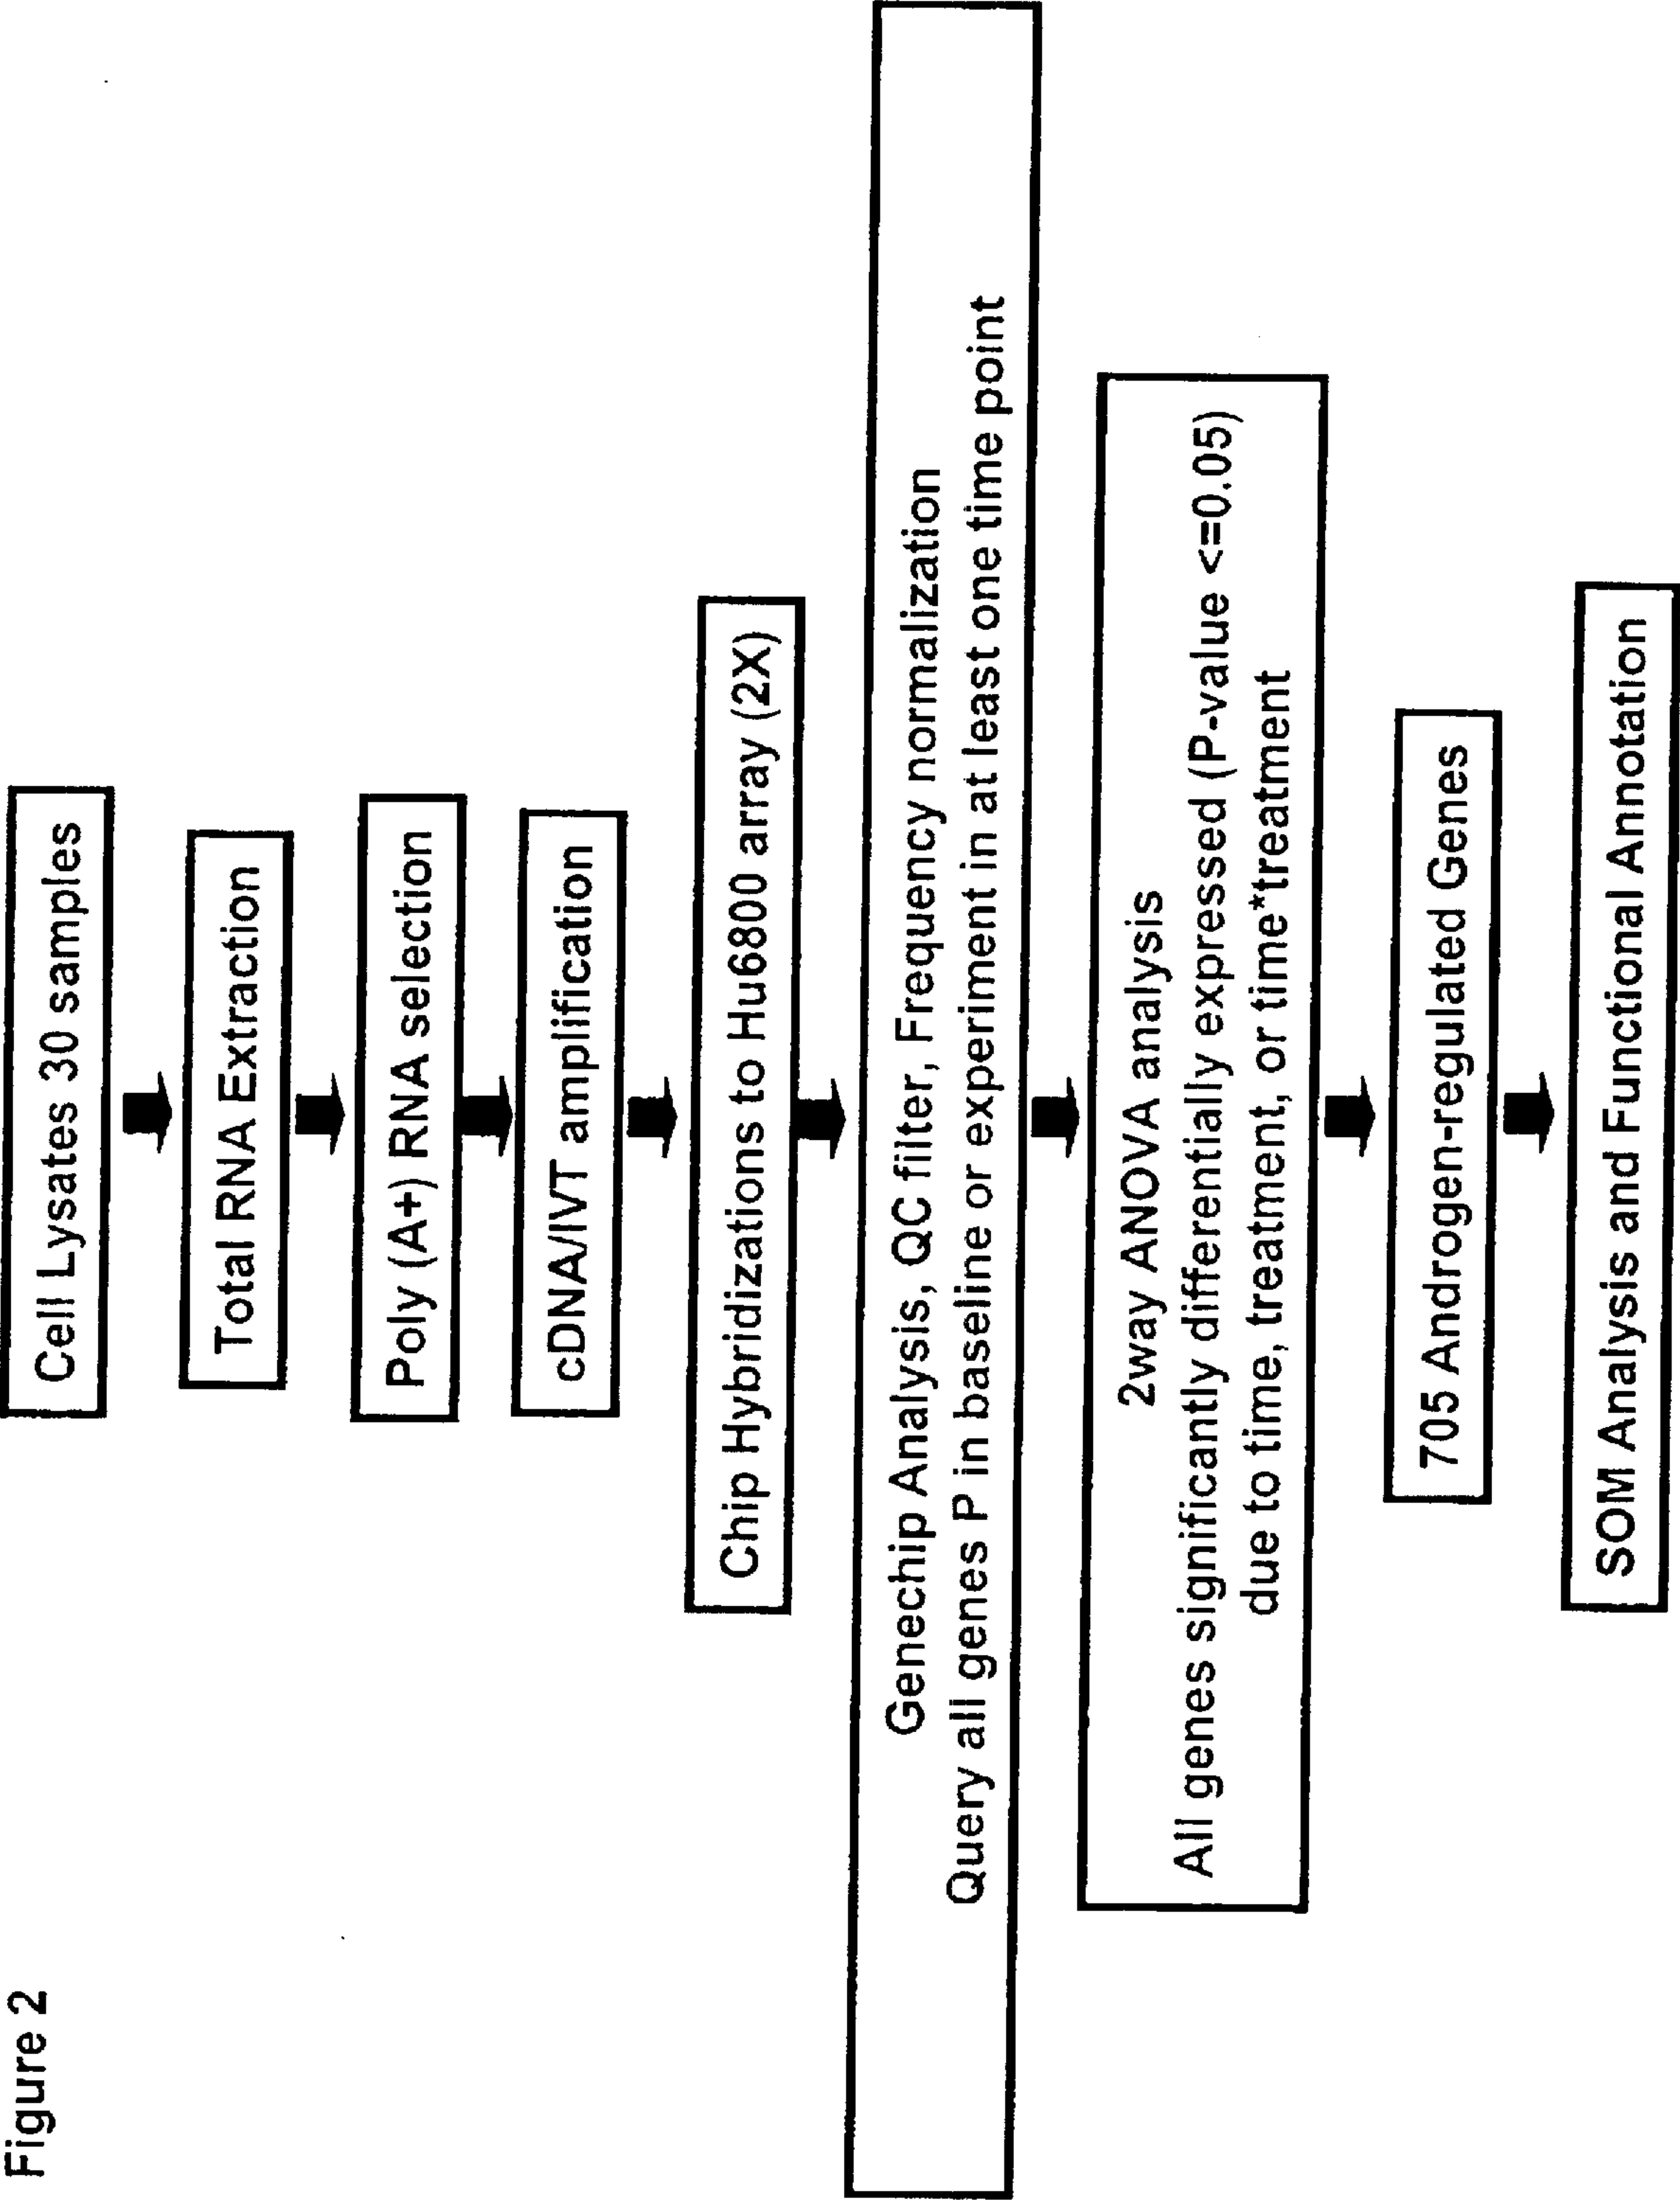 Figure 2
Cell Lysates 30 samples
Total RNA Extraction
Poly (A+) RNA selection
cDNA/IVT amplification
Chip Hybridizations to Hu6800 array (2X)
Genechip Analysis, QC filter, Frequency normalization
Query all genes P in baseline or experiment in at least one time point
2way ANOVA analysis
All genes significantly differentially expressed (P-value <=0.05)
due to time, treatment, or time*treatment
705 Androgen-regulated Genes
SOM Analysis and Functional Annotation